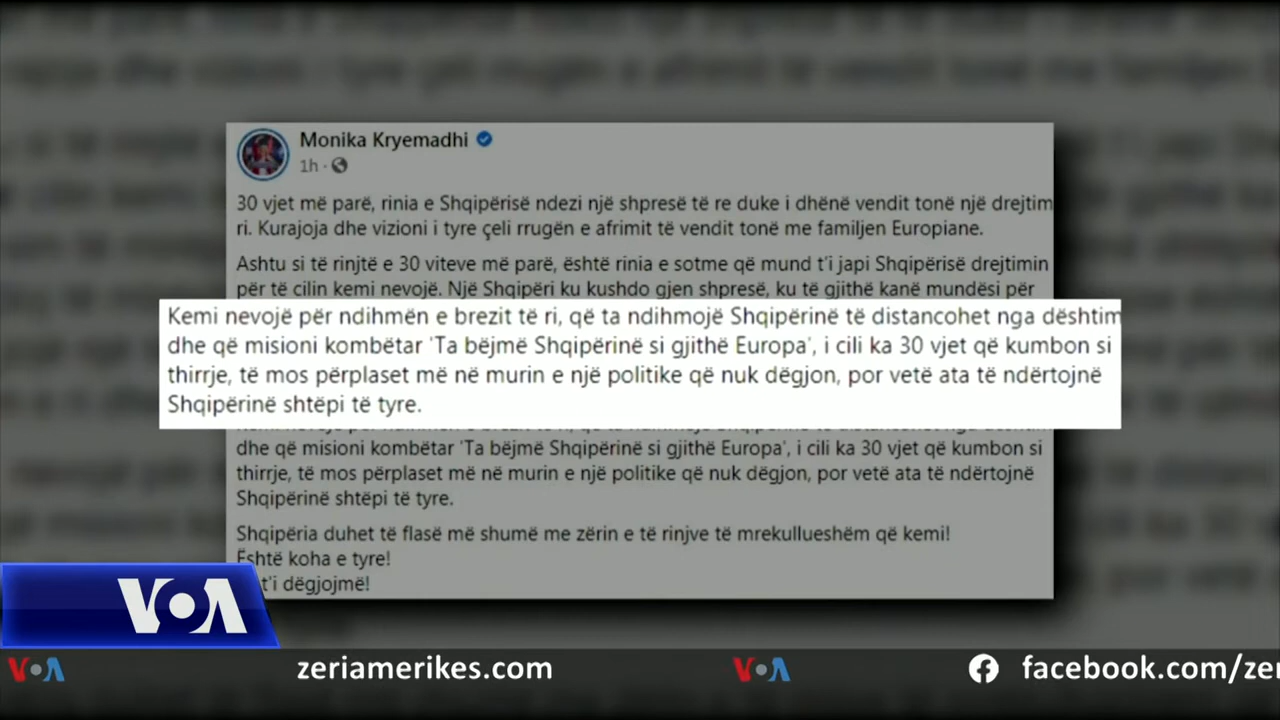 Monika Kryemadhi
1h
30 vjet më parë, rinia e Shqipërisë ndezi një shpresë të re duke i dhënë vendit tonë një drejtim
ri. Kurajoja dhe vizioni i tyre çeli rrugën e afrimit të vendit tonë me familjen Europiane.
Ashtu si të rinjtë e 30 viteve më parë, është rinia e sotme që mund t'i japi Shqipërisë drejtimin
për të cilin kemi nevojë. Një Shqipëri ku kushdo gjen shpresë, ku të gjithë kanë mundësi për
Kemi nevojë për ndihmën e brezit të ri, që ta ndihmojë Shqipërinë të distancohet nga dështim
dhe që misioni kombëtar 'Ta bëjmë Shqipërinë si gjithë Europa', i cili ka 30 vjet që kumbon si
thirrje, të mos përplaset më në murin e një politike që nuk dëgjon, por vetë ata të ndërtojnë
Shqipërinë shtëpi të tyre.
dhe që misioni kombëtar 'Ta bëjmë Shqipërinë si gjithë Europa', i cili ka 30 vjet që kumbon si
thirrje, të mos përplaset më në murin e një politike që nuk dëgjon, por vetë ata të ndërtojnë
Shqipërinë shtëpi të tyre.
Shqipëria duhet të flasë më shumë me zërin e të rinjve të mrekullueshëm që kemi!
Është koha e tyre!
t'i dëgjojmë!
VOA
VOA zeriamerikes.com VOA facebook.com/zeri